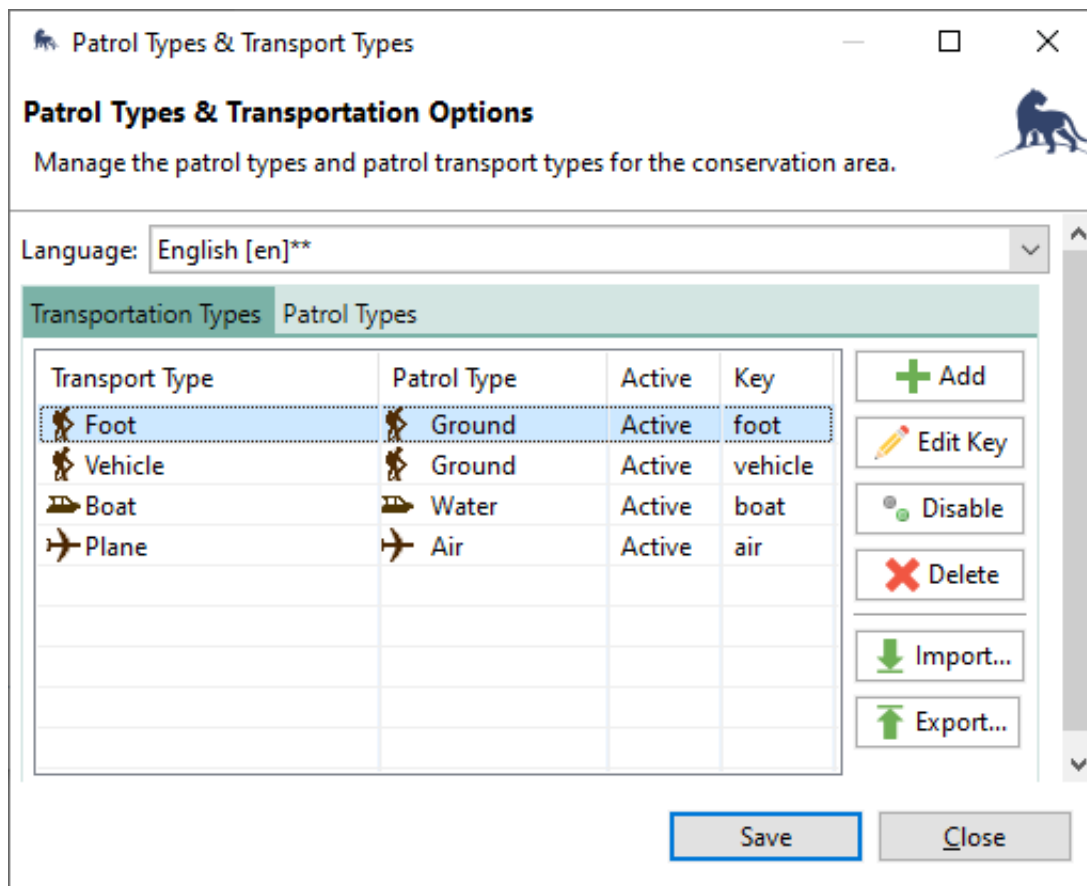 Patrol Types & Transport Types
Patrol Types & Transportation Options
Manage the patrol types and patrol transport types for the conservation area.
Language: English [en]**
Transportation Types Patrol Types
Transport Type Patrol Type Active Key
Foot Ground Active foot
Vehicle Ground Active vehicle
Boat Water Active boat
Plane Air Active air
Add
Edit Key
Disable
Delete
Import...
Export...
Save Close